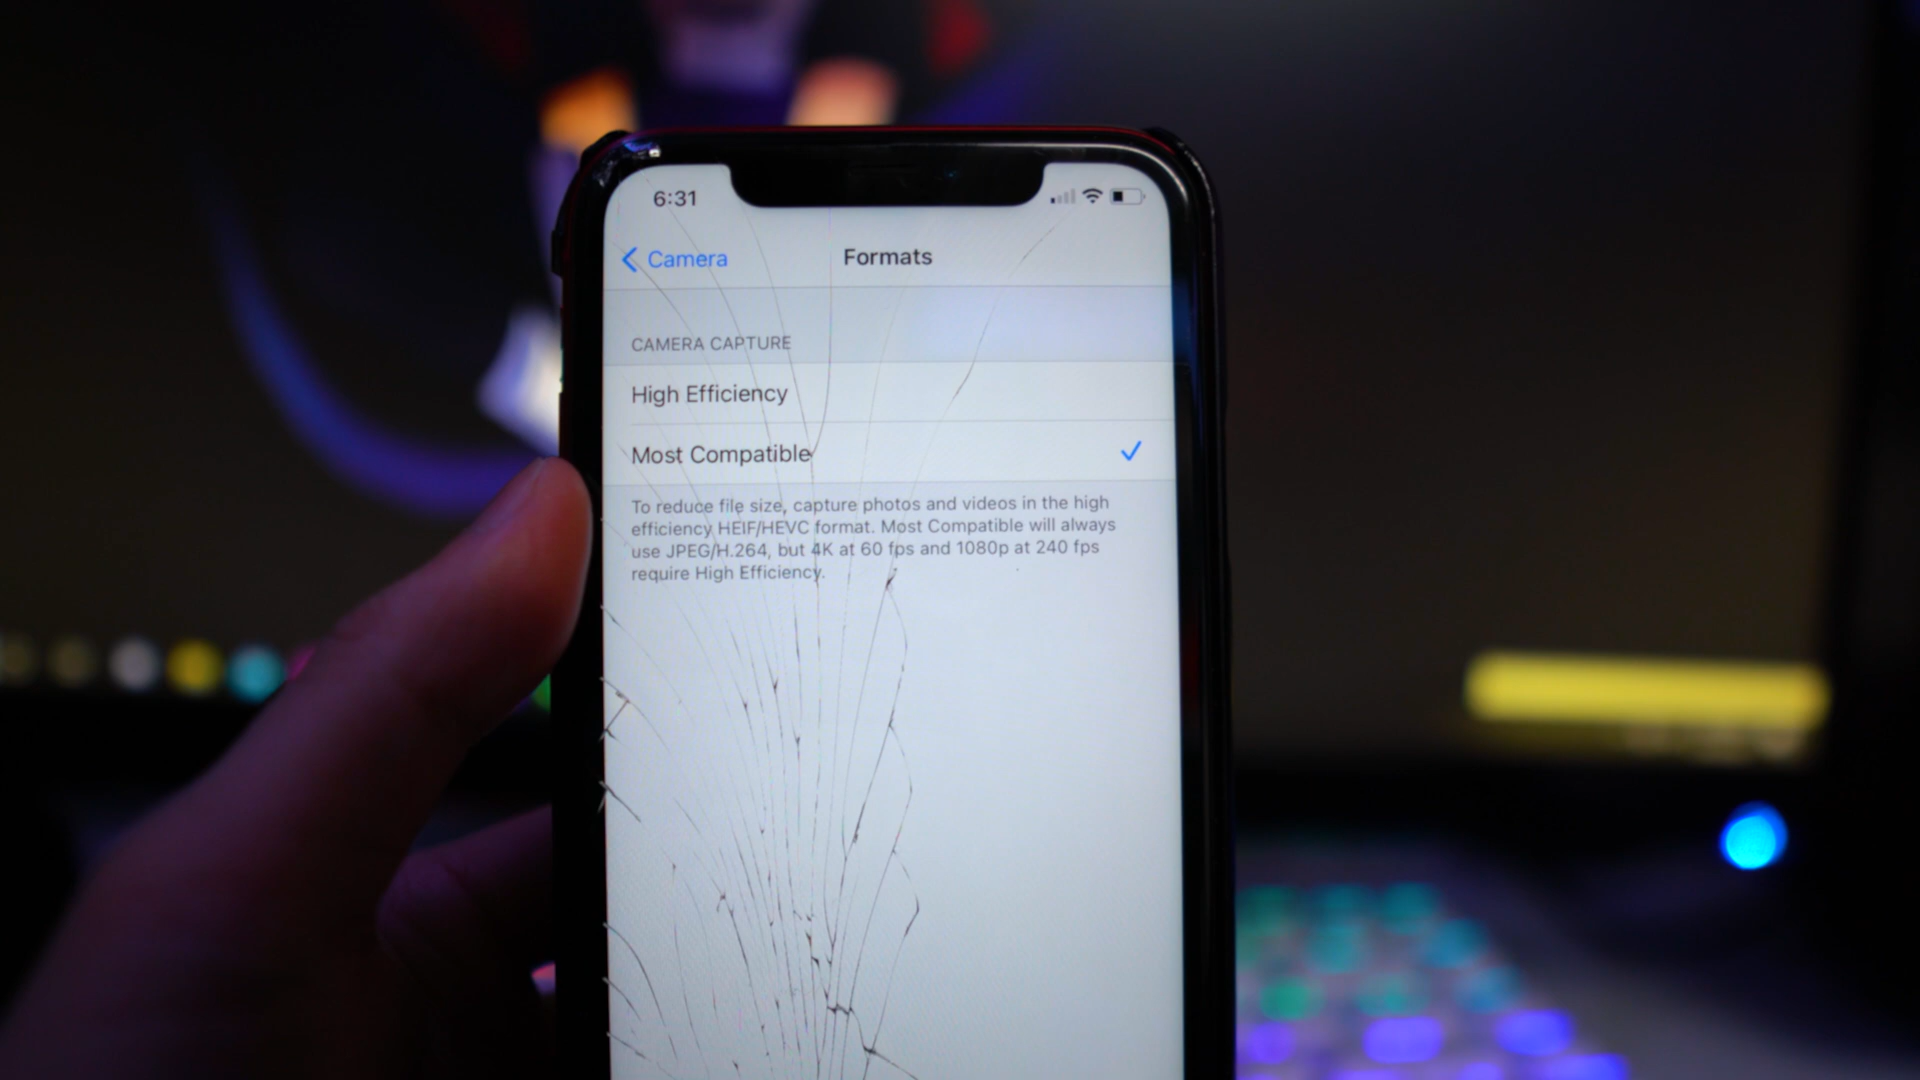 6:31
Camera
Formats
CAMERA CAPTURE
High Efficiency
Most Compatible
To reduce file size, capture photos and videos in the high
efficiency HEIF/HEVC format. Most Compatible will always
use JPEG/H.264, but 4K at 60 fps and 1080p at 240 fps
require High Efficiency.